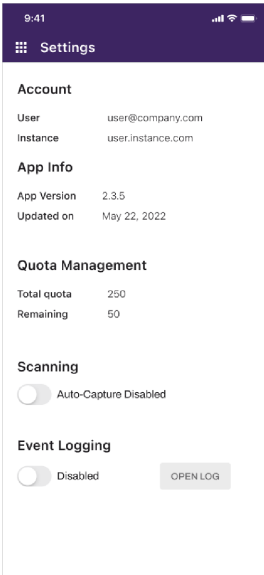 9:41
Settings
Account
User user@company.com
Instance user.instance.com
App Info
App Version 2.3.5
Updated on May 22, 2022
Quota Management
Total quota 250
Remaining 50
Scanning
Auto-Capture Disabled
Event Logging
Disabled OPEN LOG